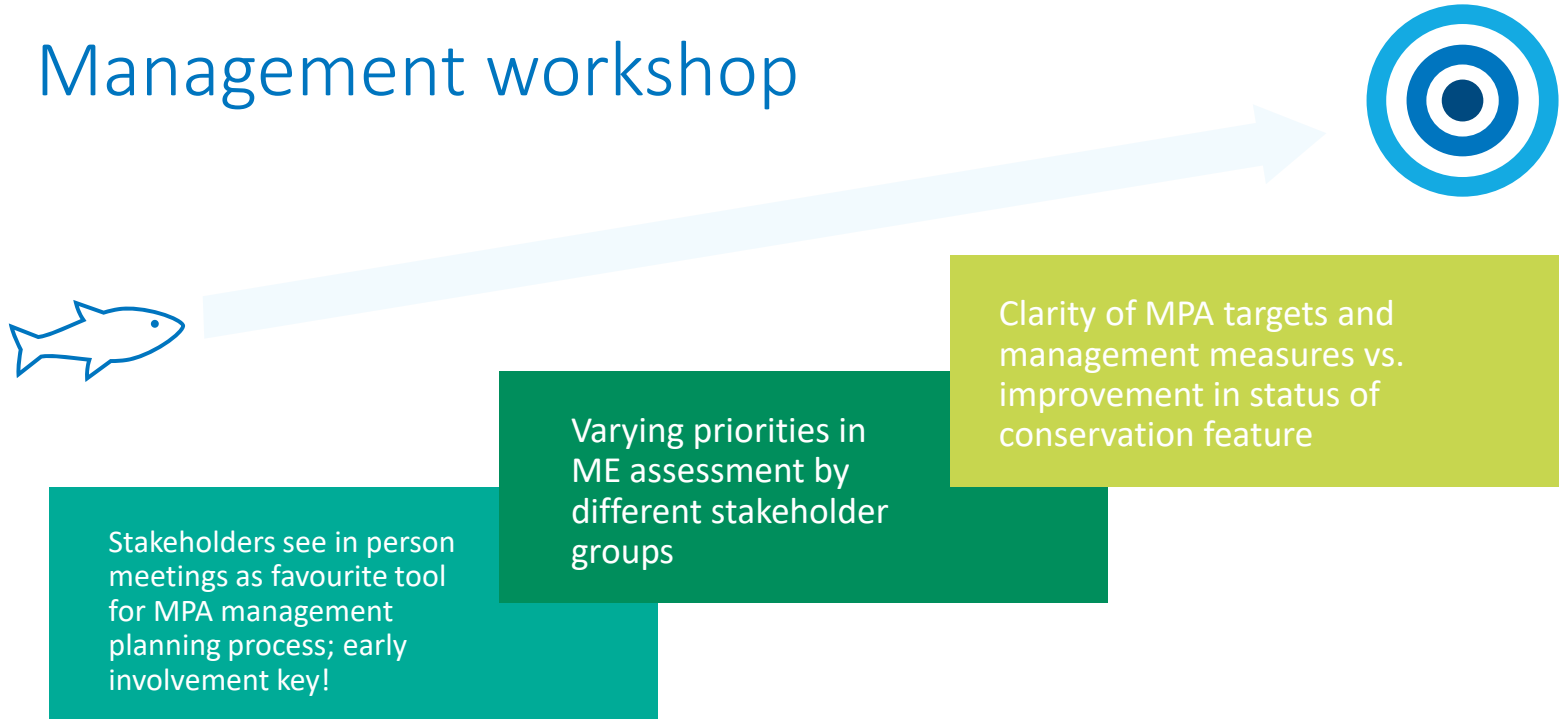 Management workshop
Stakeholders see in person
meetings as favourite tool
for MPA management
planning process; early
involvement key!
Varying priorities in
ME assessment by
different stakeholder
groups
Clarity of MPA targets and
management measures vs.
improvement in status of
conservation feature